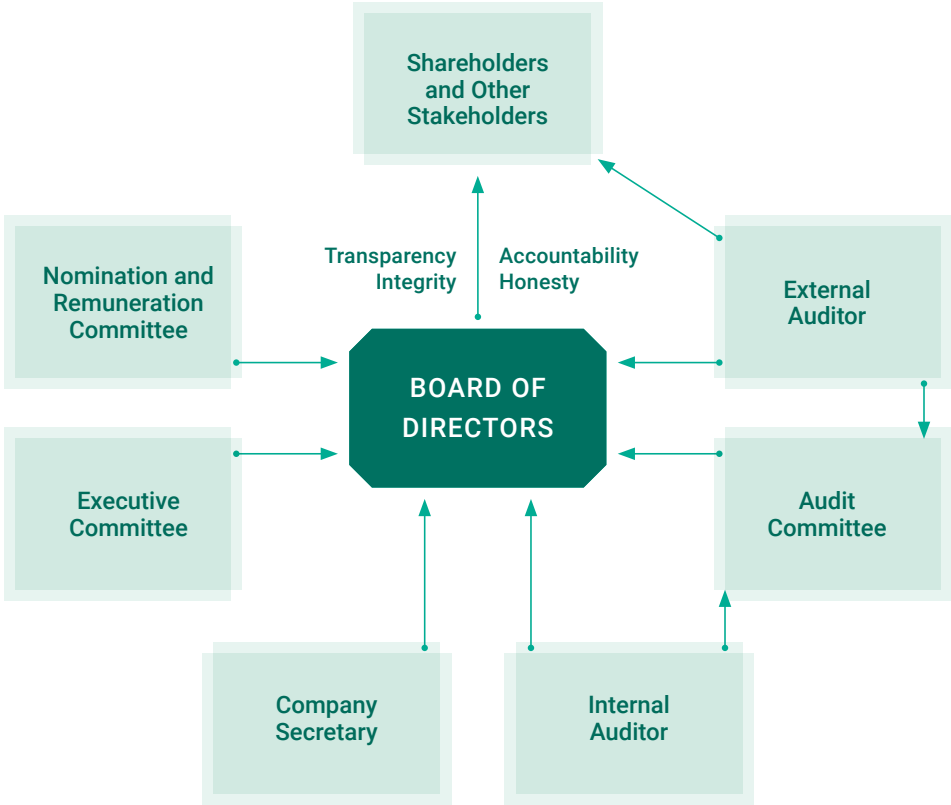 Shareholders
and Other
Stakeholders
Transparency
Integrity
Accountability
Honesty
Nomination and
Remuneration
Committee
External
Auditor
BOARD OF
DIRECTORS
Executive
Committee
Audit
Committee
Company
Secretary
Internal
Auditor